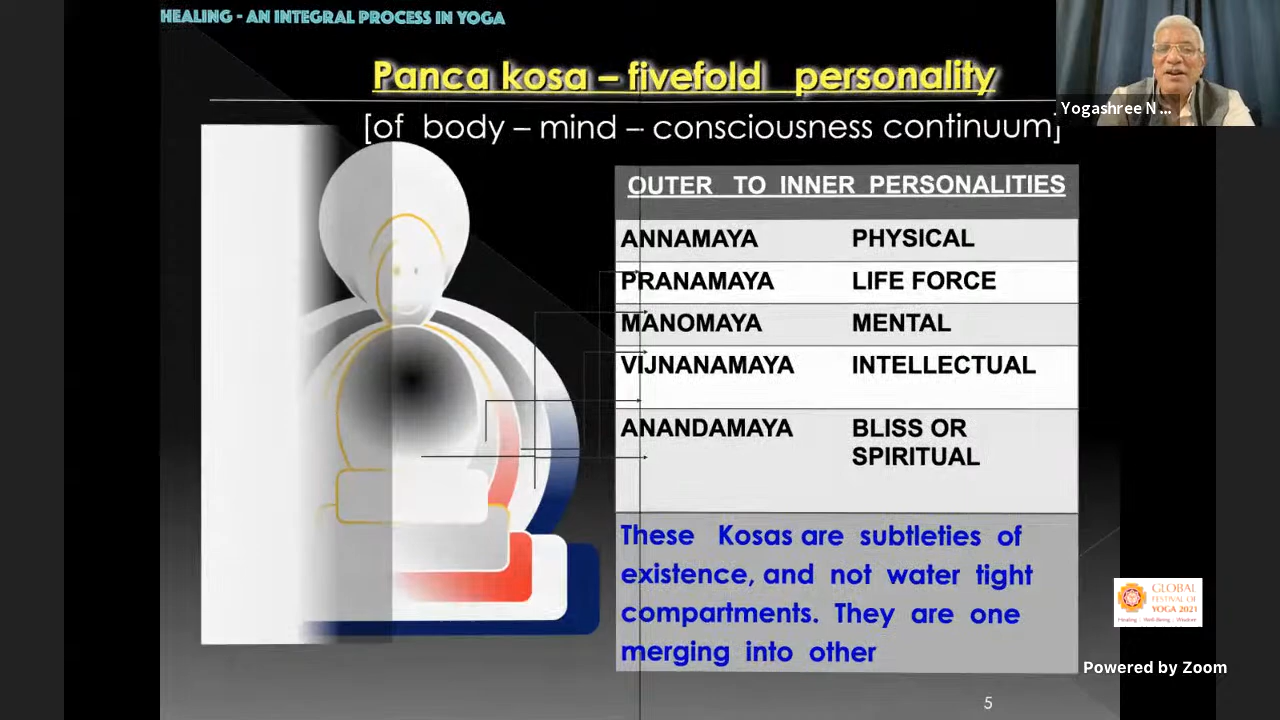 HEALING - AN INTEGRAL PROCESS IN YOGA
Panca kosa – fivefold personality
[of body – mind – consciousness continuum]
Yogashree N ...
OUTER TO INNER PERSONALITIES
ANNAMAYA PHYSICAL
PRANAMAYA LIFE FORCE
MANOMAYA MENTAL
VIJNANAMAYA INTELLECTUAL
ANANDAMAYA BLISS OR
SPIRITUAL
These Kosas are subtleties of
existence, and not water tight
compartments. They are one
merging into other
GLOBAL
FESTIVAL OF
YOGA 2021
Healing | Well-Being | Wisdom
Powered by Zoom
5